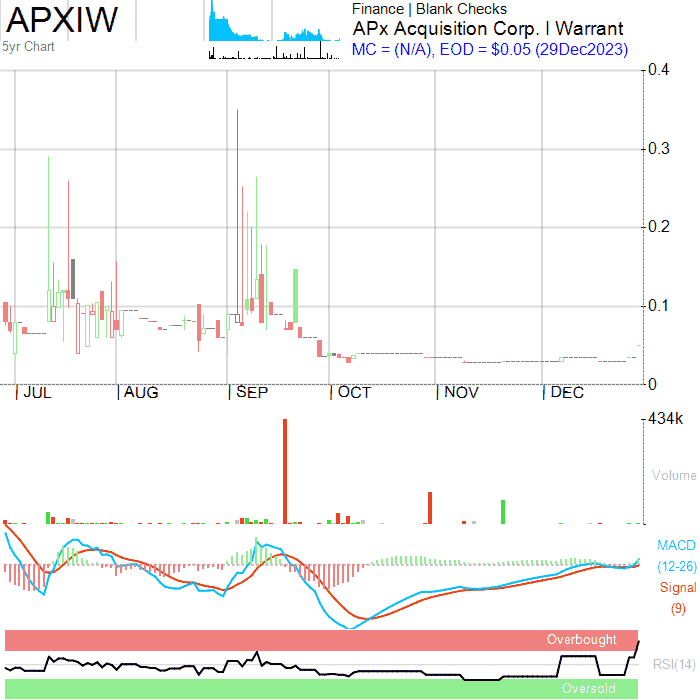 APXIW
5yr Chart
Finance | Blank Checks
APx Acquisition Corp. I Warrant
MC = (N/A), EOD = $0.05 (29Dec2023)
0.4
0.3
0.2
0.1
0
JUL AUG SEP OCT NOV DEC
434k
Volume
MACD
(12-26)
Signal
(9)
Overbought
RSI(14)
Oversold